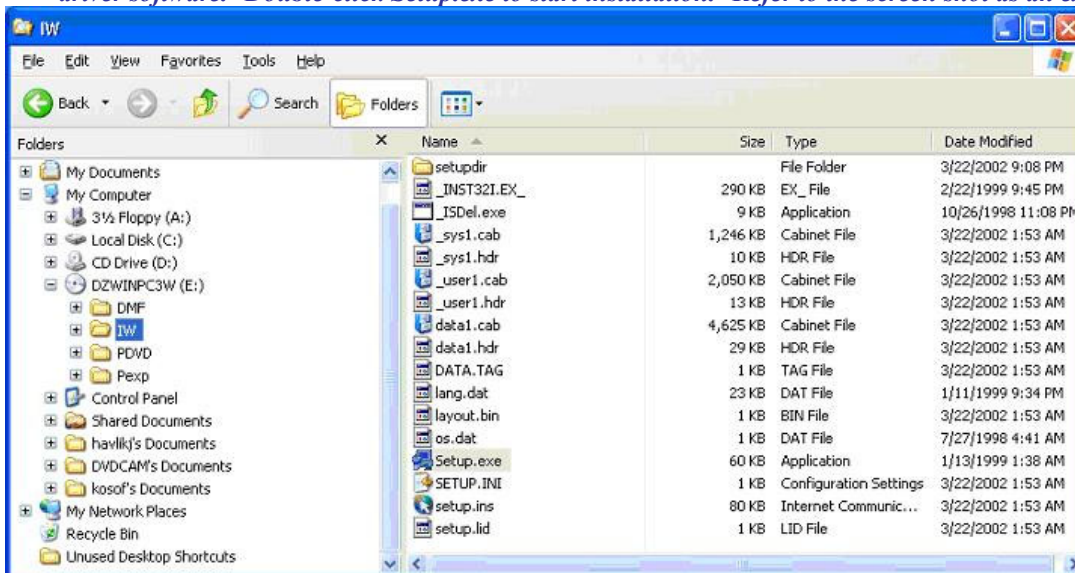 driver software. Double-click Setup.exe to start installation. Refer to the screen shot as an
IW
File Edit View Favorites Tools Help
Back Search Folders
Folders
My Documents
My Computer
3½ Floppy (A:)
Local Disk (C:)
CD Drive (D:)
DZWINPC3W (E:)
DMF
IW
PDVD
Pexp
Control Panel
Shared Documents
havlikj's Documents
DVDCAM's Documents
kosof's Documents
My Network Places
Recycle Bin
Unused Desktop Shortcuts
Name Size Type Date Modified
setupdir File Folder 3/22/2002 9:08 PM
_INST32I.EX_ 290 KB EX_ File 2/22/1999 9:45 PM
_ISDel.exe 9 KB Application 10/26/1998 11:08 PM
_sys1.cab 1,246 KB Cabinet File 3/22/2002 1:53 AM
_sys1.hdr 10 KB HDR File 3/22/2002 1:53 AM
_user1.cab 2,050 KB Cabinet File 3/22/2002 1:53 AM
_user1.hdr 13 KB HDR File 3/22/2002 1:53 AM
data1.cab 4,625 KB Cabinet File 3/22/2002 1:53 AM
data1.hdr 29 KB HDR File 3/22/2002 1:53 AM
DATA.TAG 1 KB TAG File 3/22/2002 1:53 AM
lang.dat 23 KB DAT File 1/11/1999 9:34 PM
layout.bin 1 KB BIN File 3/22/2002 1:53 AM
os.dat 1 KB DAT File 7/27/1998 4:41 AM
Setup.exe 60 KB Application 1/13/1999 1:38 AM
SETUP.INI 1 KB Configuration Settings 3/22/2002 1:53 AM
setup.ins 80 KB Internet Communic... 3/22/2002 1:53 AM
setup.lid 1 KB LID File 3/22/2002 1:53 AM